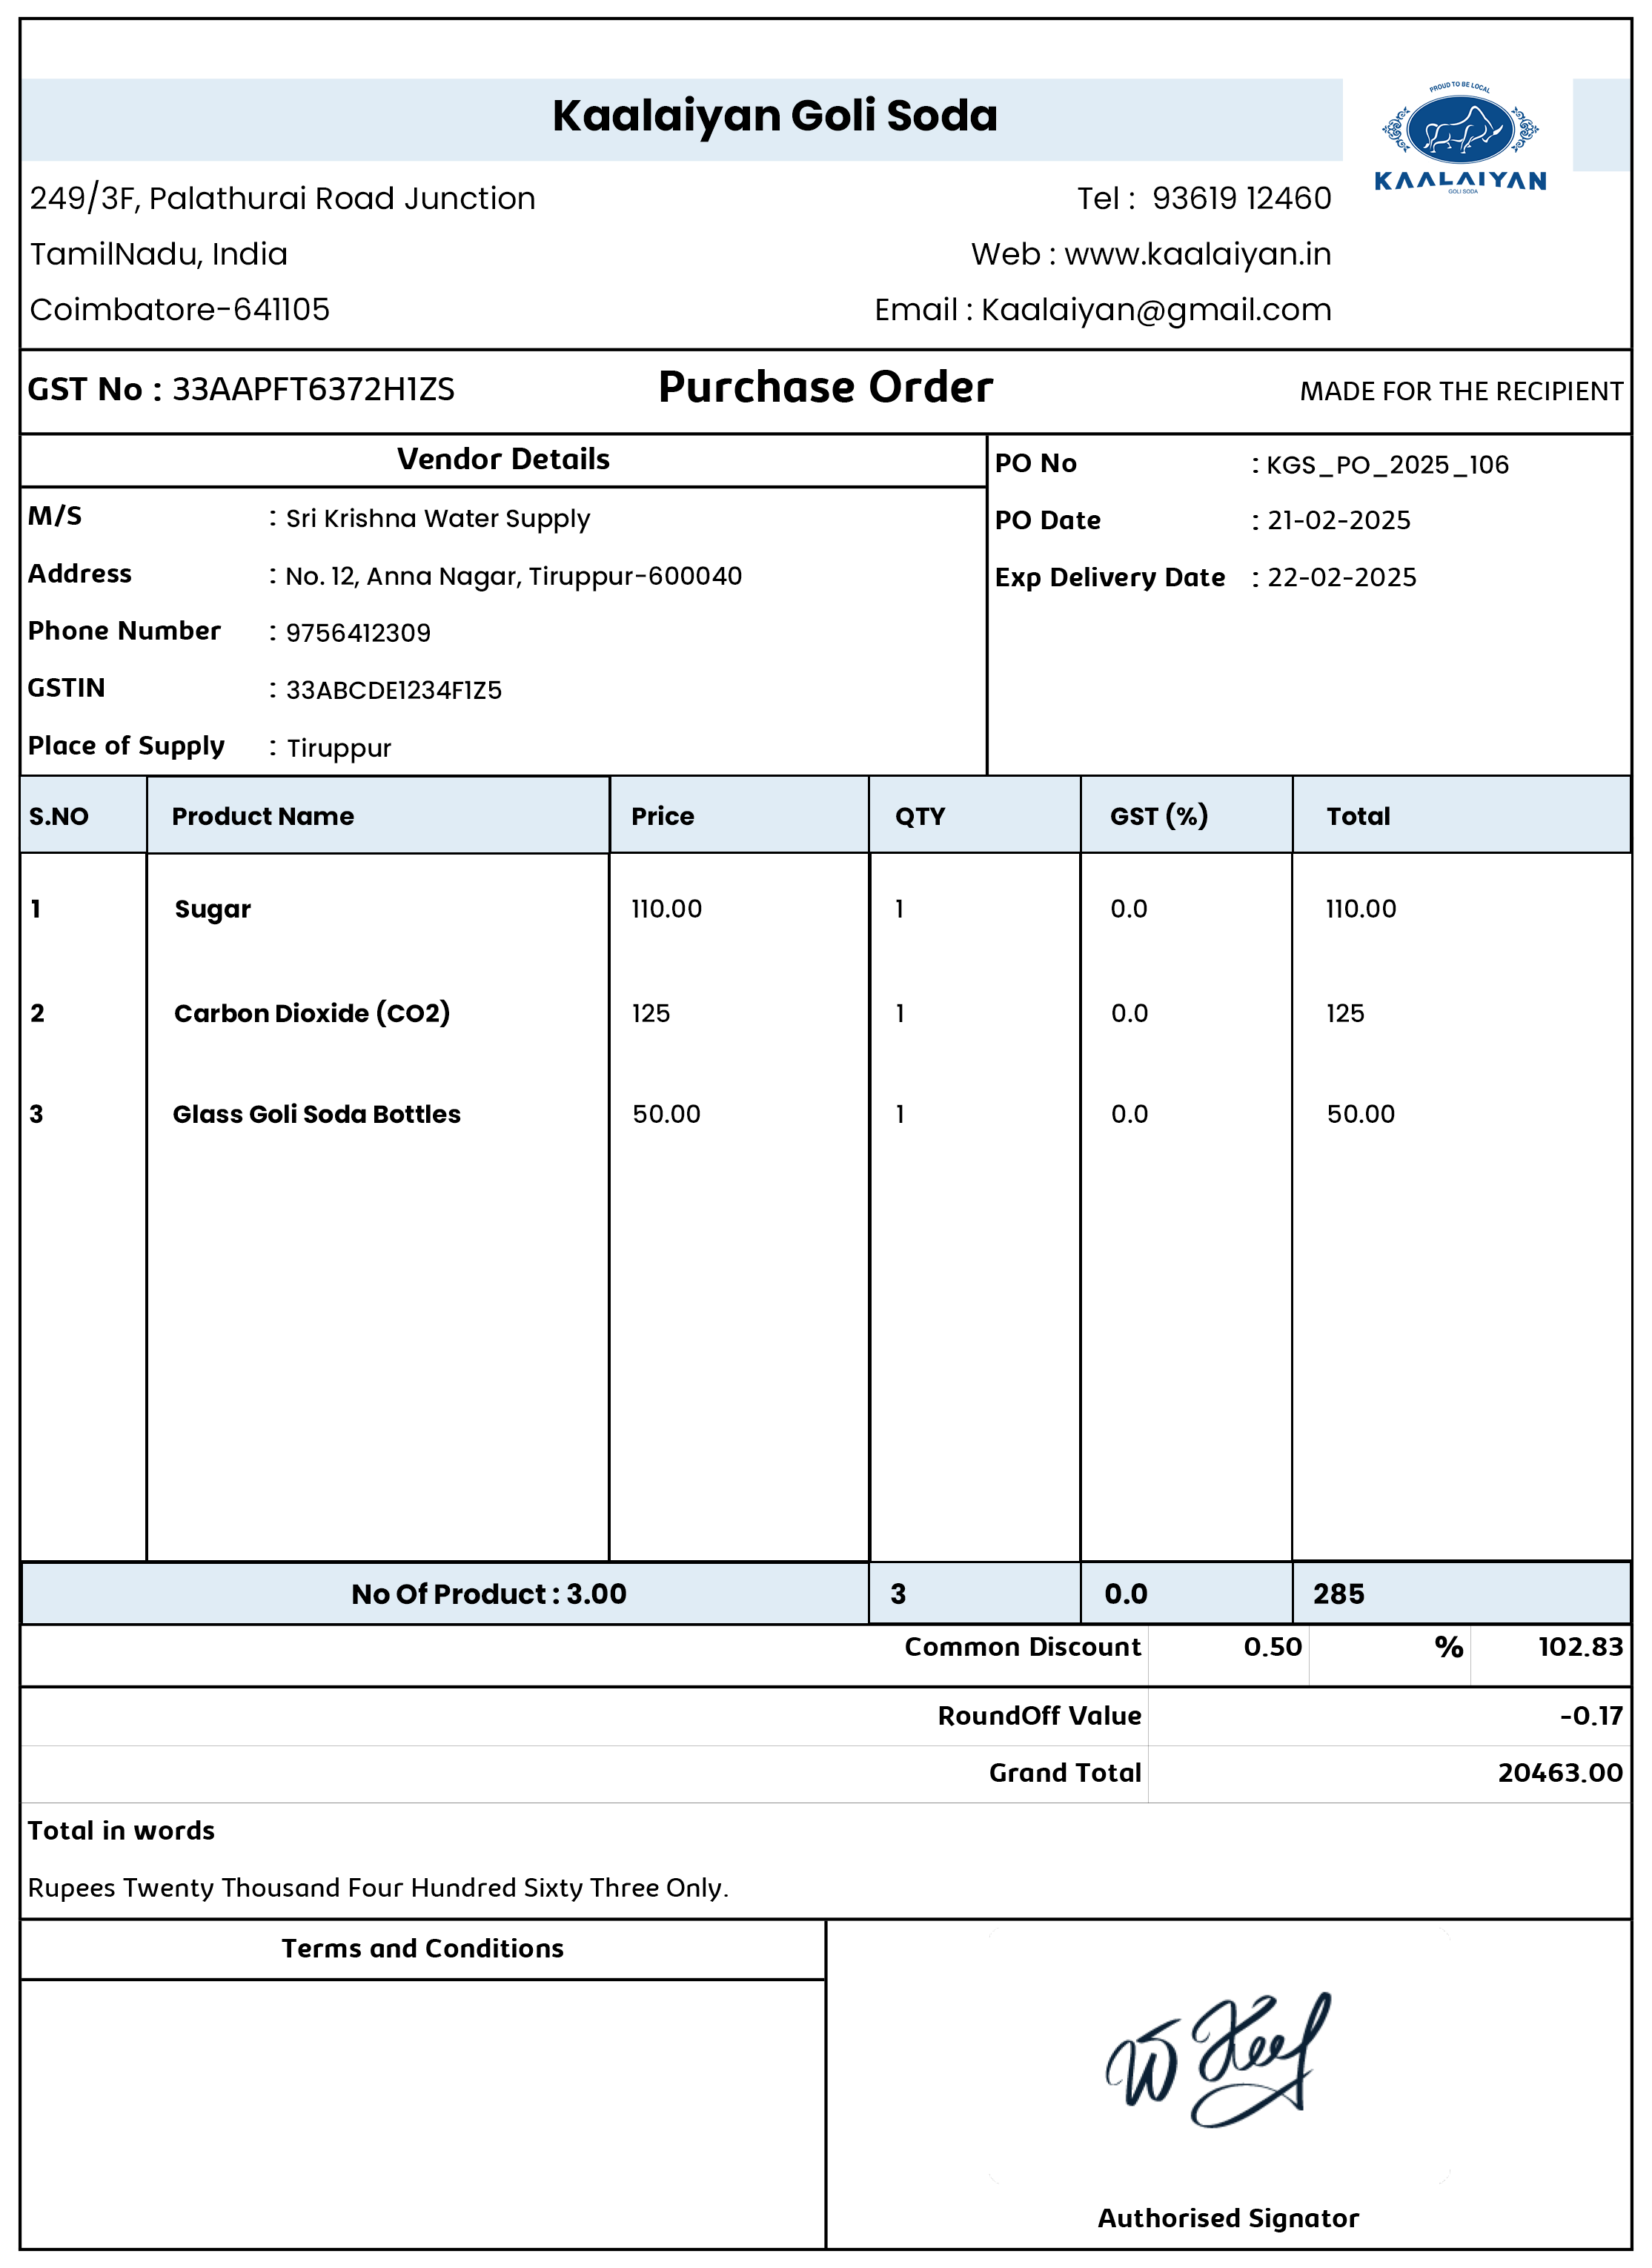 Kaalaiyan Goli Soda
PROUD TO BE LOCAL
KAALAIYAN
GOLI SODA
249/3F, Palathurai Road Junction
Tel : 93619 12460
TamilNadu, India
Web : www.kaalaiyan.in
Coimbatore-641105
Email : Kaalaiyan@gmail.com
GST No : 33AAPFT6372H1ZS
Purchase Order
MADE FOR THE RECIPIENT
Vendor Details
M/S : Sri Krishna Water Supply
Address : No. 12, Anna Nagar, Tiruppur-600040
Phone Number : 9756412309
GSTIN : 33ABCDE1234F1Z5
Place of Supply : Tiruppur
PO No : KGS_PO_2025_106
PO Date : 21-02-2025
Exp Delivery Date : 22-02-2025
S.NO Product Name Price QTY GST (%) Total
1 Sugar 110.00 1 0.0 110.00
2 Carbon Dioxide (CO2) 125 1 0.0 125
3 Glass Goli Soda Bottles 50.00 1 0.0 50.00
No Of Product : 3.00 3 0.0 285
Common Discount 0.50 % 102.83
RoundOff Value -0.17
Grand Total 20463.00
Total in words
Rupees Twenty Thousand Four Hundred Sixty Three Only.
Terms and Conditions
Authorised Signator